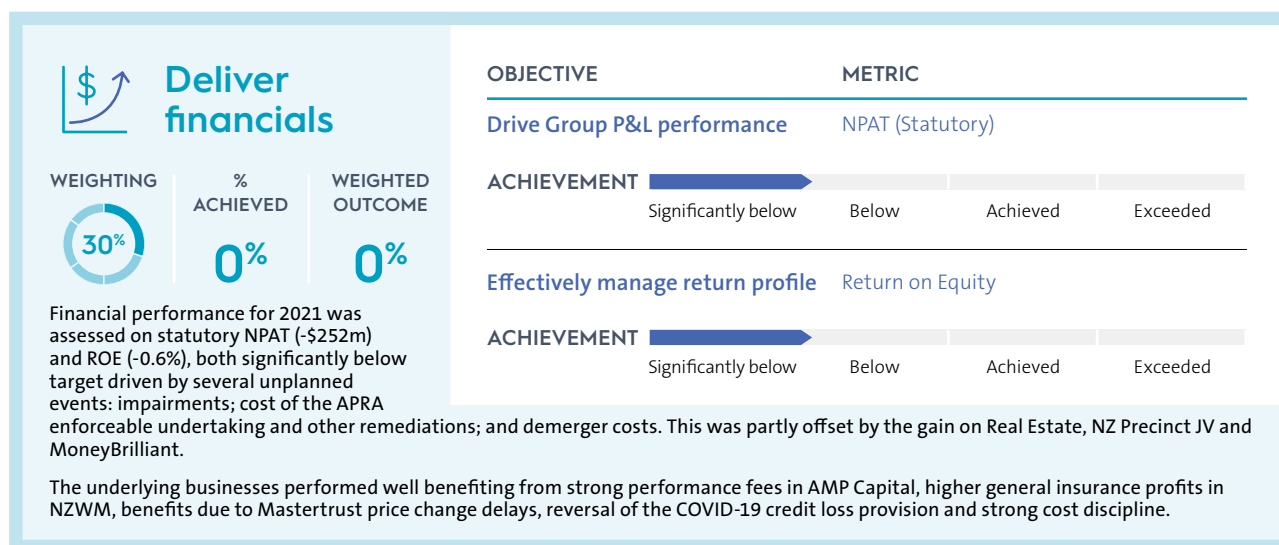 $
Deliver
financials
WEIGHTING
%
ACHIEVED
WEIGHTED
OUTCOME
30%
0%
0%
OBJECTIVE
METRIC
Drive Group P&L performance
NPAT (Statutory)
ACHIEVEMENT
Significantly below
Below
Achieved
Exceeded
Effectively manage return profile
Return on Equity
ACHIEVEMENT
Significantly below
Below
Achieved
Exceeded
Financial performance for 2021 was
assessed on statutory NPAT (-$252m)
and ROE (-0.6%), both significantly below
target driven by several unplanned
events: impairments; cost of the APRA
enforceable undertaking and other remediations; and demerger costs. This was partly offset by the gain on Real Estate, NZ Precinct JV and
MoneyBrilliant.
The underlying businesses performed well benefiting from strong performance fees in AMP Capital, higher general insurance profits in
NZWM, benefits due to Mastertrust price change delays, reversal of the COVID-19 credit loss provision and strong cost discipline.